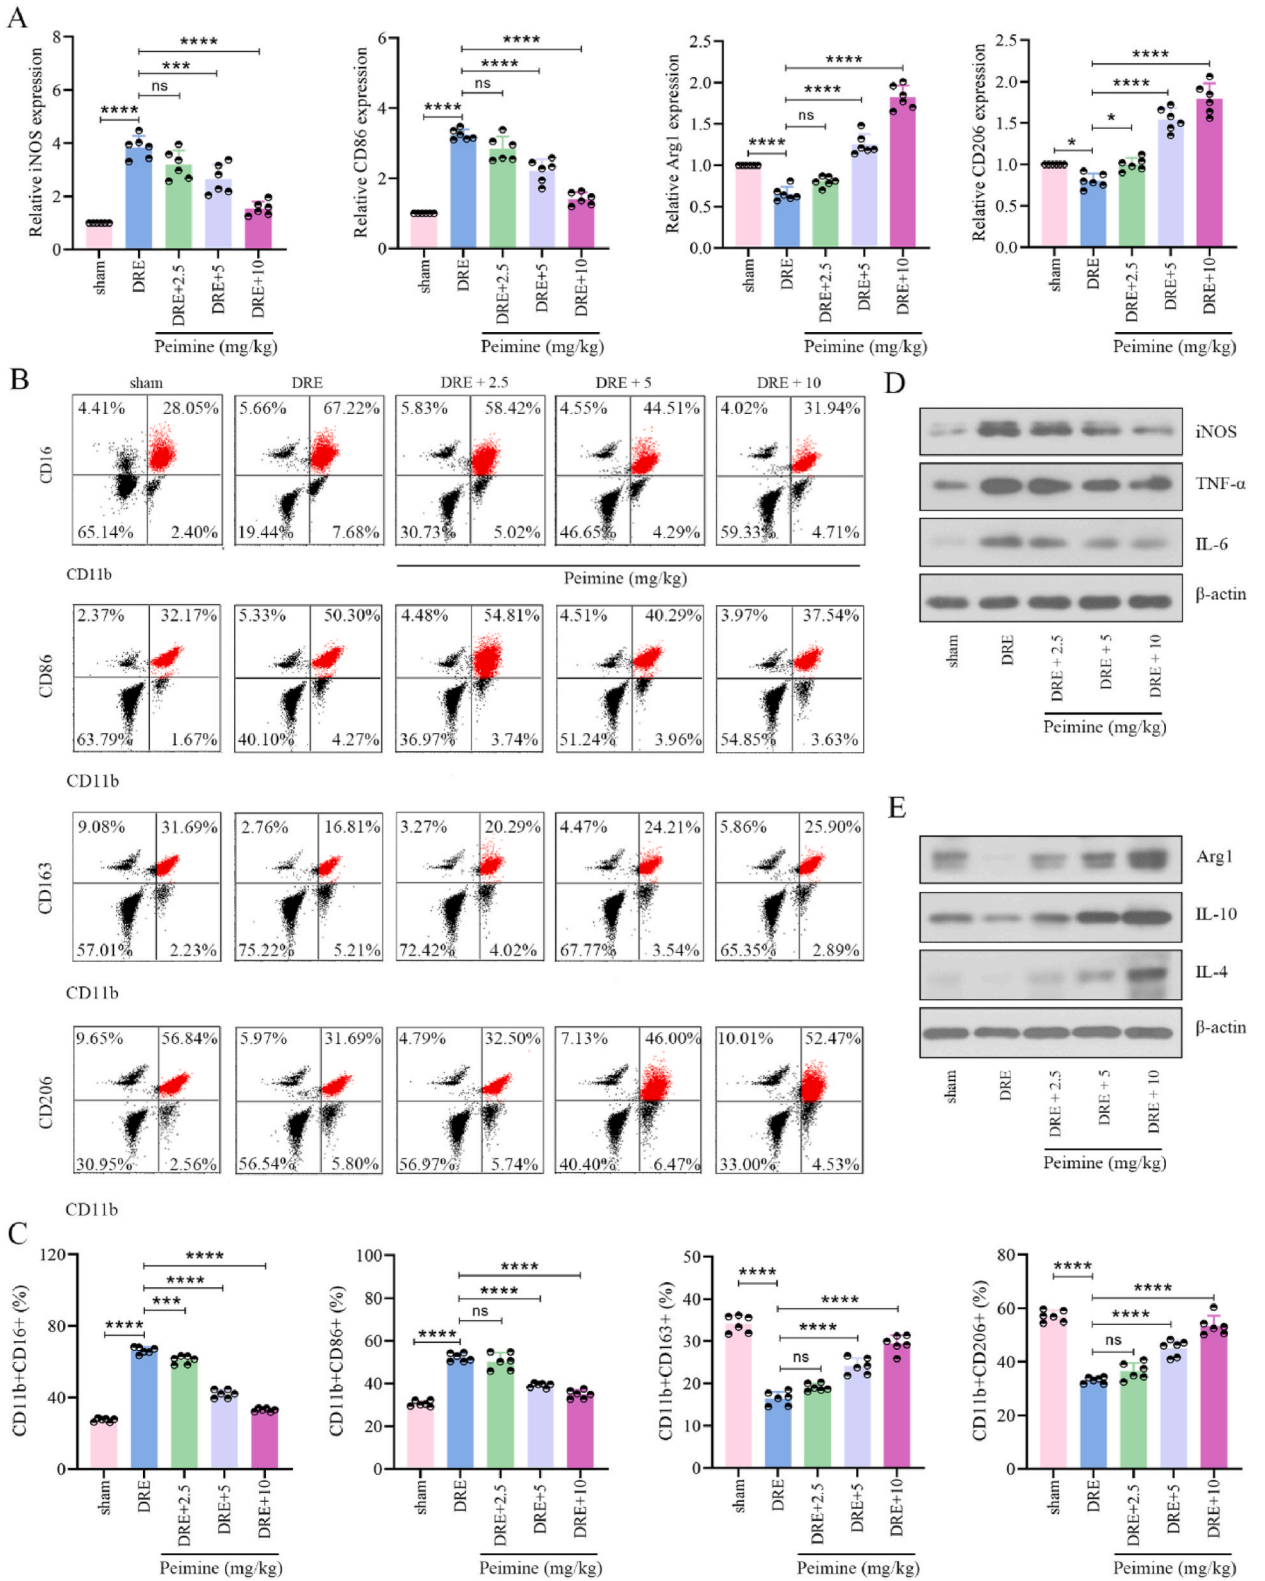 A
Relative iNOS expression
8
6
4
2
0
****
***
ns
****
sham
DRE
DRE+2.5
DRE+5
DRE+10
Peimine (mg/kg)
Relative CD86 expression
6
4
2
0
****
****
ns
****
sham
DRE
DRE+2.5
DRE+5
DRE+10
Peimine (mg/kg)
Relative Arg1 expression
2.5
2.0
1.5
1.0
0.5
0.0
****
****
ns
****
sham
DRE
DRE+2.5
DRE+5
DRE+10
Peimine (mg/kg)
Relative CD206 expression
2.5
2.0
1.5
1.0
0.5
0.0
****
****
*
*
sham
DRE
DRE+2.5
DRE+5
DRE+10
Peimine (mg/kg)
B
sham DRE DRE + 2.5 DRE + 5 DRE + 10
CD16
4.41% 28.05% 5.66% 67.22% 5.83% 58.42% 4.55% 44.51% 4.02% 31.94%
65.14% 2.40% 19.44% 7.68% 30.73% 5.02% 46.65% 4.29% 59.33% 4.71%
CD11b
Peimine (mg/kg)
CD86
2.37% 32.17% 5.33% 50.30% 4.48% 54.81% 4.51% 40.29% 3.97% 37.54%
63.79% 1.67% 40.10% 4.27% 36.97% 3.74% 51.24% 3.96% 54.85% 3.63%
CD11b
CD163
9.08% 31.69% 2.76% 16.81% 3.27% 20.29% 4.47% 24.21% 5.86% 25.90%
57.01% 2.23% 75.22% 5.21% 72.42% 4.02% 67.77% 3.54% 65.35% 2.89%
CD11b
CD206
9.65% 56.84% 5.97% 31.69% 4.79% 32.50% 7.13% 46.00% 10.01% 52.47%
30.95% 2.56% 56.54% 5.80% 56.97% 5.74% 40.40% 6.47% 33.00% 4.53%
CD11b
D
iNOS
TNF-α
IL-6
β-actin
sham
DRE
DRE + 2.5
DRE + 5
DRE + 10
Peimine (mg/kg)
E
Arg1
IL-10
IL-4
β-actin
sham
DRE
DRE + 2.5
DRE + 5
DRE + 10
Peimine (mg/kg)
C
CD11b+CD16+ (%)
120
80
40
0
****
****
***
****
sham
DRE
DRE+2.5
DRE+5
DRE+10
Peimine (mg/kg)
CD11b+CD86+ (%)
100
80
60
40
20
0
****
****
ns
****
sham
DRE
DRE+2.5
DRE+5
DRE+10
Peimine (mg/kg)
CD11b+CD163+ (%)
50
40
30
20
10
0
****
****
****
ns
sham
DRE
DRE+2.5
DRE+5
DRE+10
Peimine (mg/kg)
CD11b+CD206+ (%)
80
60
40
20
0
****
****
****
ns
sham
DRE
DRE+2.5
DRE+5
DRE+10
Peimine (mg/kg)